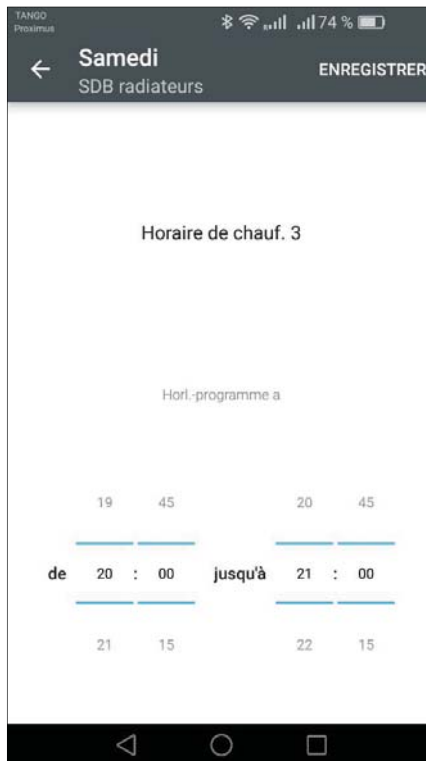 TANGO
Proximus
74 %
Samedi
ENREGISTRER
SDB radiateurs
Horaire de chauf. 3
Horl.-programme a
19 45 20 45
de 20 : 00 jusqu'à 21 : 00
21 15 22 15